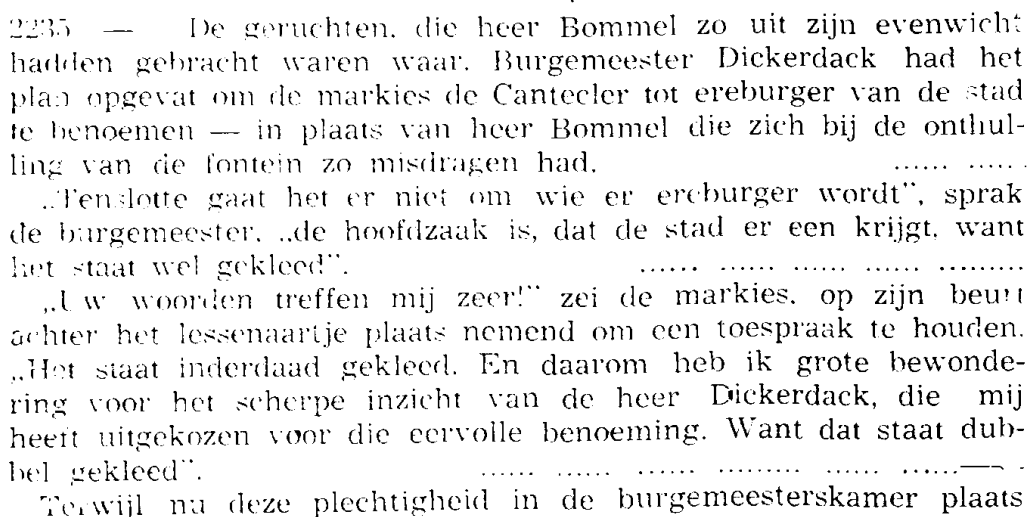 2235 — De geruchten, die heer Bommel zo uit zijn evenwicht
hadden gebracht waren waar. Burgemeester Dickerdack had het
plan opgevat om de markies de Cantecler tot ereburger van de stad
te benoemen — in plaats van heer Bommel die zich bij de onthul-
ling van de fontein zo misdragen had. ...... ......
„Tenslotte gaat het er niet om wie er ereburger wordt”, sprak
de burgemeester, „de hoofdzaak is, dat de stad er een krijgt, want
het staat wel gekleed”. ...... ...... ...... ...... .........
„Uw woorden treffen mij zeer!” zei de markies, op zijn beurt
achter het lessenaartje plaats nemend om een toespraak te houden.
„Het staat inderdaad gekleed. En daarom heb ik grote bewonde-
ring voor het scherpe inzicht van de heer Dickerdack, die mij
heeft uitgekozen voor die eervolle benoeming. Want dat staat dub-
bel gekleed”. ...... ...... ...... ......... ...... ......—
Terwijl nu deze plechtigheid in de burgemeesterskamer plaats